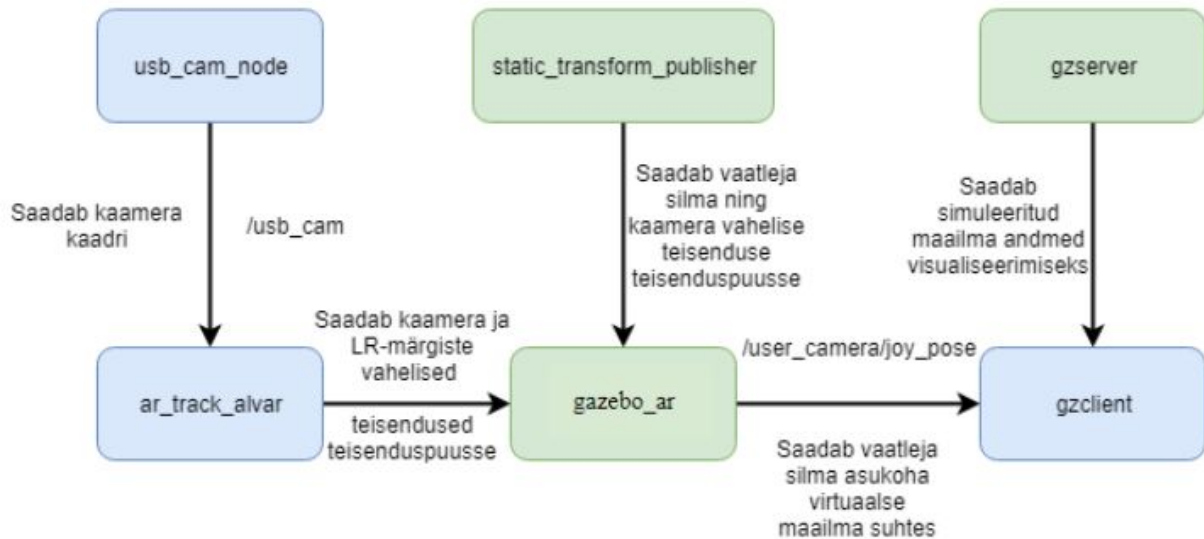 usb_cam_node
static_transform_publisher
gzserver
Saadab kaamera
kaadri
/usb_cam
Saadab vaatleja
silma ning
kaamera vahelise
teisenduse
teisenduspuusse
Saadab
simuleeritud
maailma andmed
visualiseerimiseks
Saadab kaamera ja
LR-märgiste
vahelised
teisendused
teisenduspuusse
/user_camera/joy_pose
ar_track_alvar
gazebo_ar
gzclient
Saadab vaatleja
silma asukoha
virtuaalse
maailma suhtes